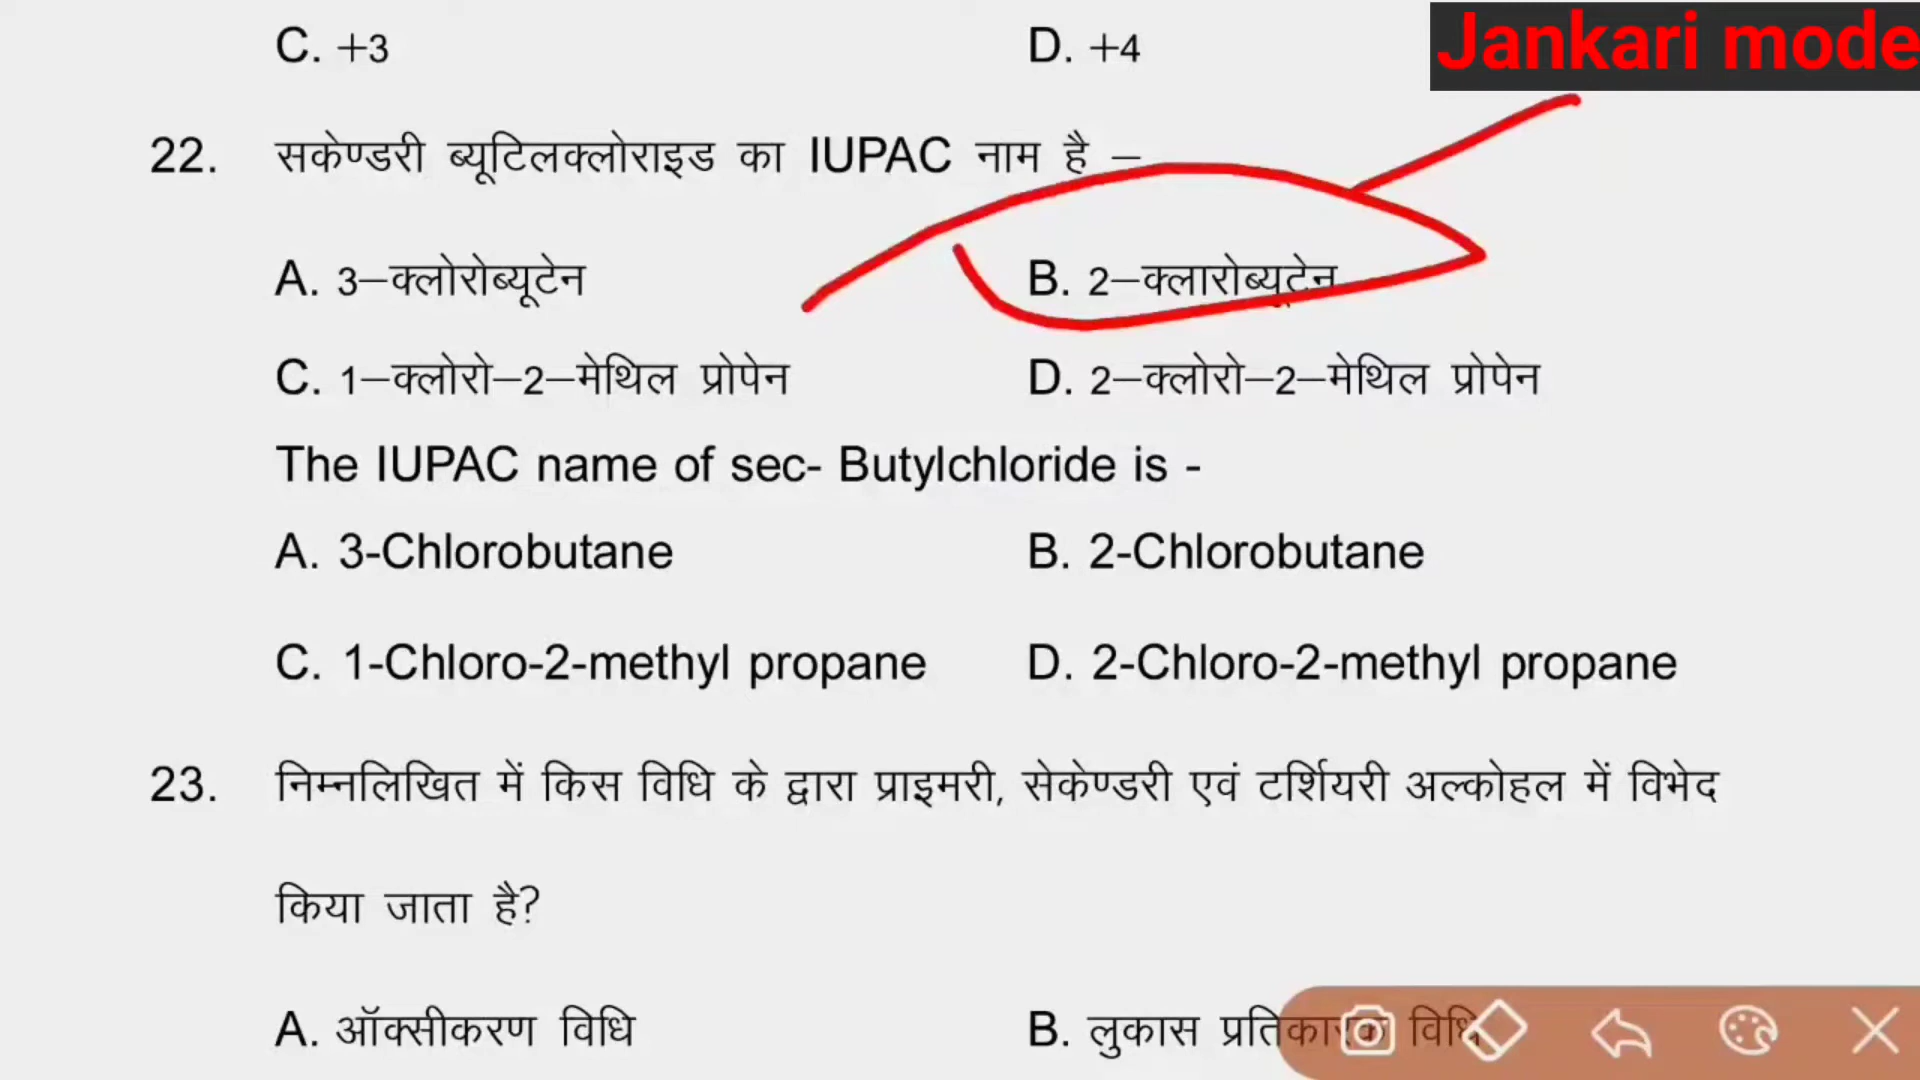 C. +3 D. +4
Jankari mode
22. सकेण्डरी ब्यूटिलक्लोराइड का IUPAC नाम है –
A. 3–क्लोरोब्यूटेन B. 2–क्लारोब्यूटेन
C. 1–क्लोरो–2–मेथिल प्रोपेन D. 2–क्लोरो–2–मेथिल प्रोपेन
The IUPAC name of sec- Butylchloride is -
A. 3-Chlorobutane B. 2-Chlorobutane
C. 1-Chloro-2-methyl propane D. 2-Chloro-2-methyl propane
23. निम्नलिखित में किस विधि के द्वारा प्राइमरी, सेकेण्डरी एवं टर्शियरी अल्कोहल में विभेद
किया जाता है?
A. ऑक्सीकरण विधि B. लुकास प्रतिकारक विधि